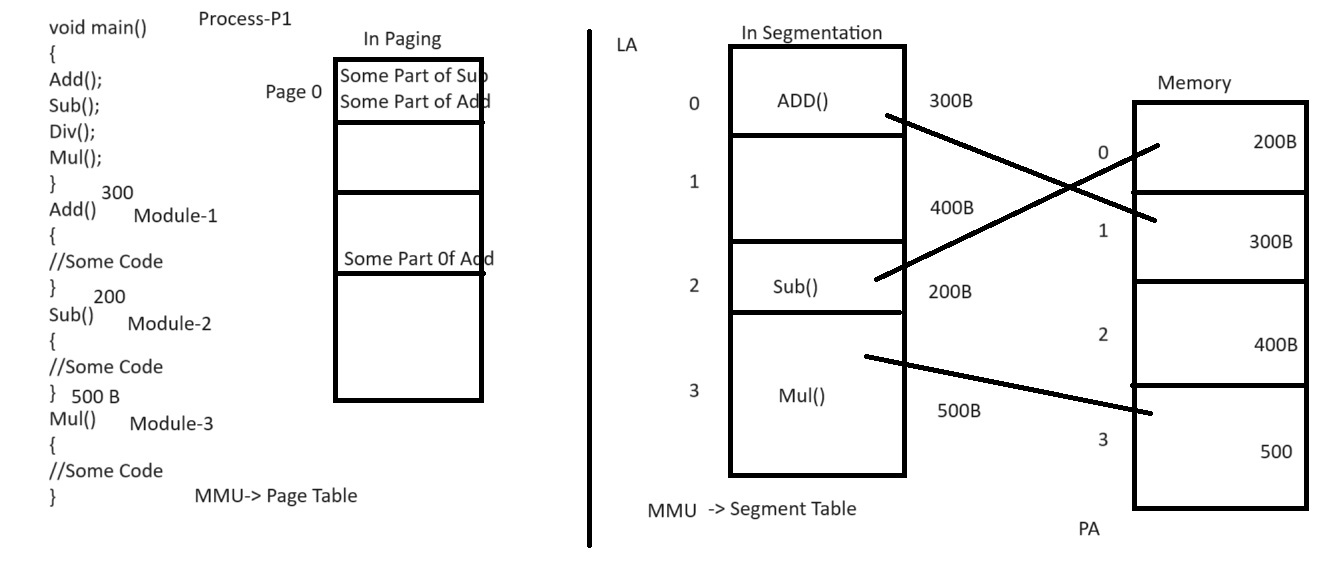 Process-P1
void main()
{
Add();
Sub();
Div();
Mul();
}
300
Add()
Module-1
{
//Some Code
}
200
Sub()
Module-2
{
//Some Code
}
500 B
Mul()
Module-3
{
//Some Code
}
MMU-> Page Table
In Paging
Page 0
Some Part of Sub
Some Part of Add
Some Part 0f Add
LA
In Segmentation
0
ADD()
300B
1
400B
2
Sub()
200B
3
Mul()
500B
MMU -> Segment Table
Memory
0
200B
1
300B
2
400B
3
500
PA